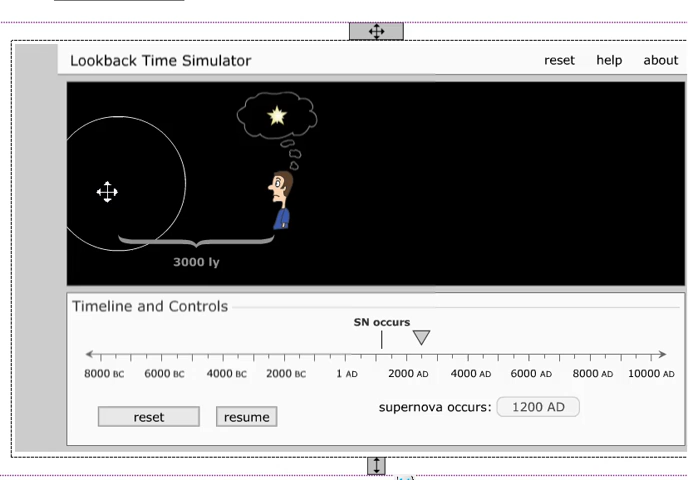 Lookback Time Simulator
reset help about
3000 ly
Timeline and Controls
SN occurs
8000 BC 6000 BC 4000 BC 2000 BC 1 AD 2000 AD 4000 AD 6000 AD 8000 AD 10000 AD
supernova occurs: 1200 AD
reset resume